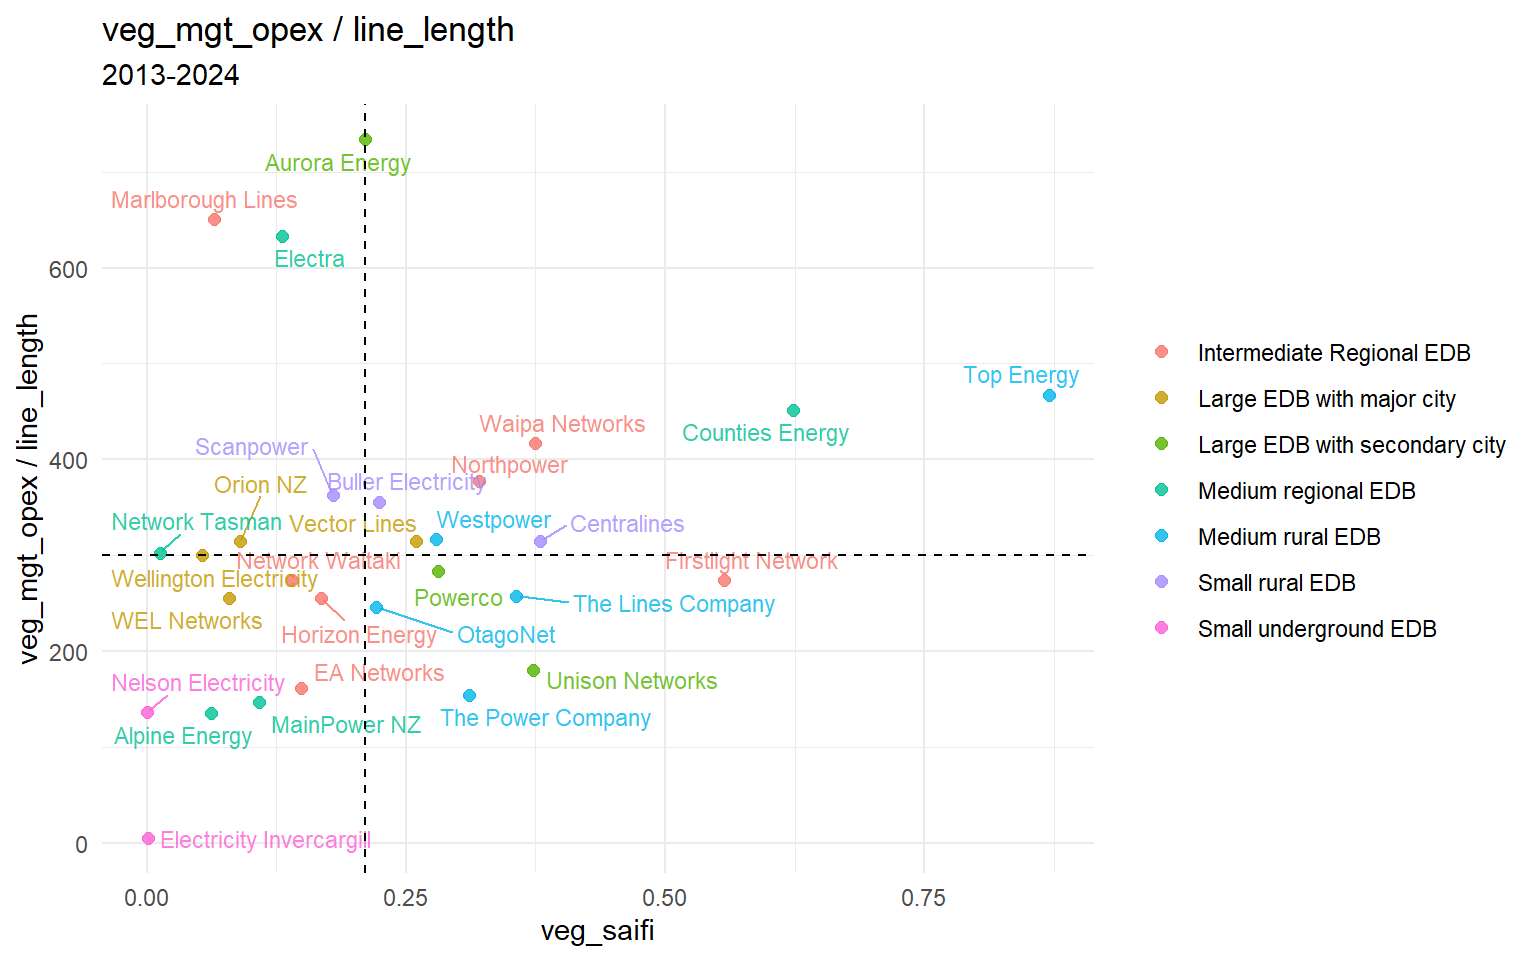 veg_mgt_opex / line_length
2013-2024
veg_mgt_opex / line_length
600
400
200
0
Aurora Energy
Marlborough Lines
Electra
Top Energy
Waipa Networks
Counties Energy
Scanpower
Northpower
Buller Electricity
Orion NZ
Network Tasman
Vector Lines
Westpower
Centralines
Network Waitaki
Firstlight Network
Wellington Electricity
Powerco
The Lines Company
WEL Networks
Horizon Energy
OtagoNet
EA Networks
Nelson Electricity
Unison Networks
The Power Company
MainPower NZ
Alpine Energy
Electricity Invercargill
0.00
0.25
0.50
0.75
veg_saifi
Intermediate Regional EDB
Large EDB with major city
Large EDB with secondary city
Medium regional EDB
Medium rural EDB
Small rural EDB
Small underground EDB